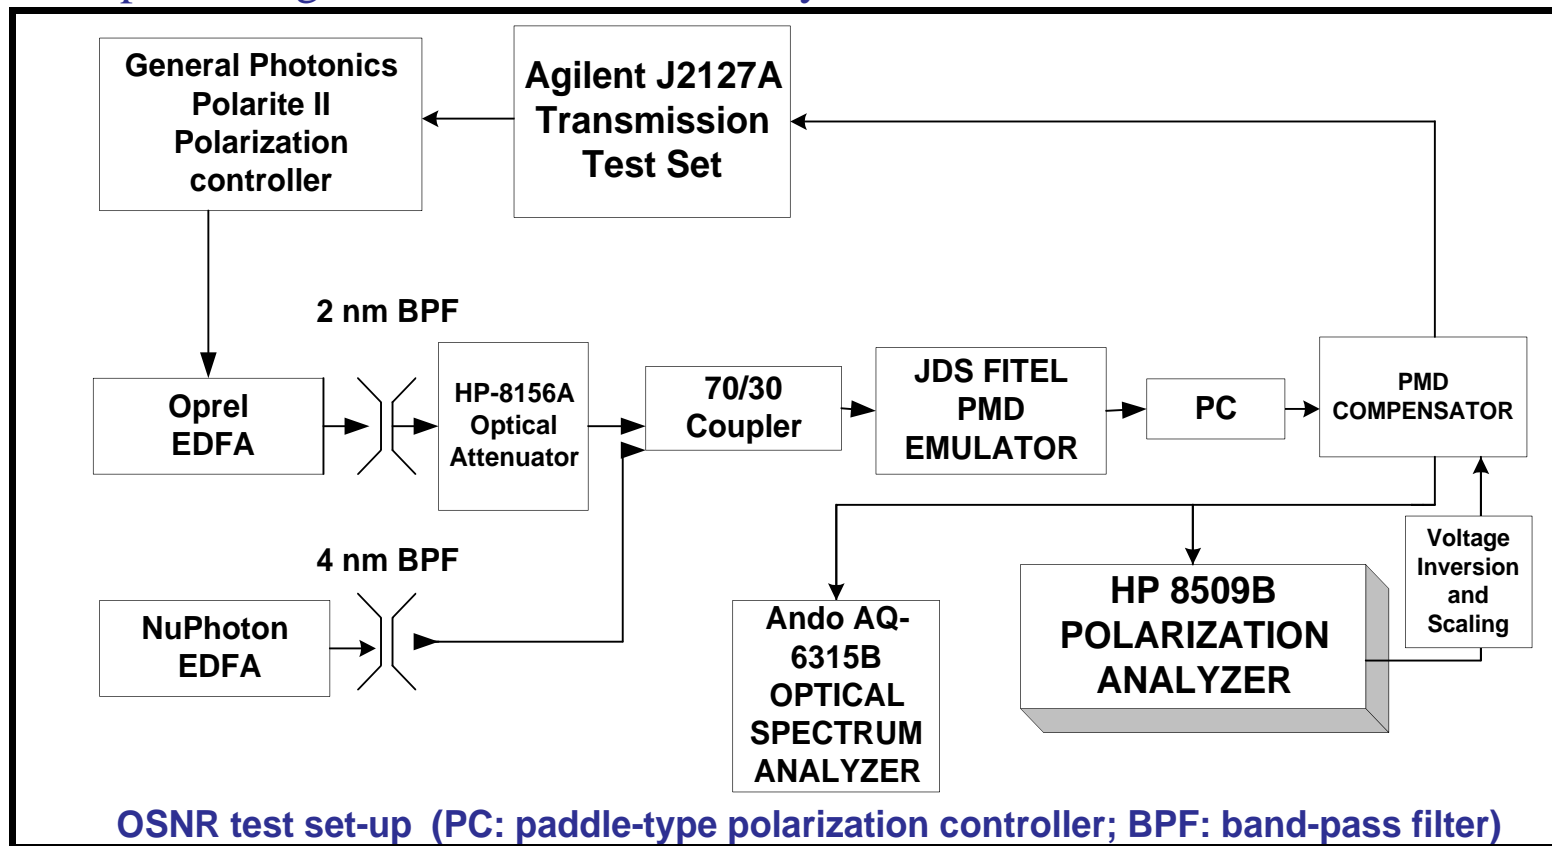 General Photonics
Polarite II
Polarization
controller
Agilent J2127A
Transmission
Test Set
2 nm BPF
Oprel
EDFA
HP-8156A
Optical
Attenuator
70/30
Coupler
JDS FITEL
PMD
EMULATOR
PC
PMD
COMPENSATOR
4 nm BPF
NuPhoton
EDFA
Ando AQ-
6315B
OPTICAL
SPECTRUM
ANALYZER
HP 8509B
POLARIZATION
ANALYZER
Voltage
Inversion
and
Scaling
OSNR test set-up (PC: paddle-type polarization controller; BPF: band-pass filter)